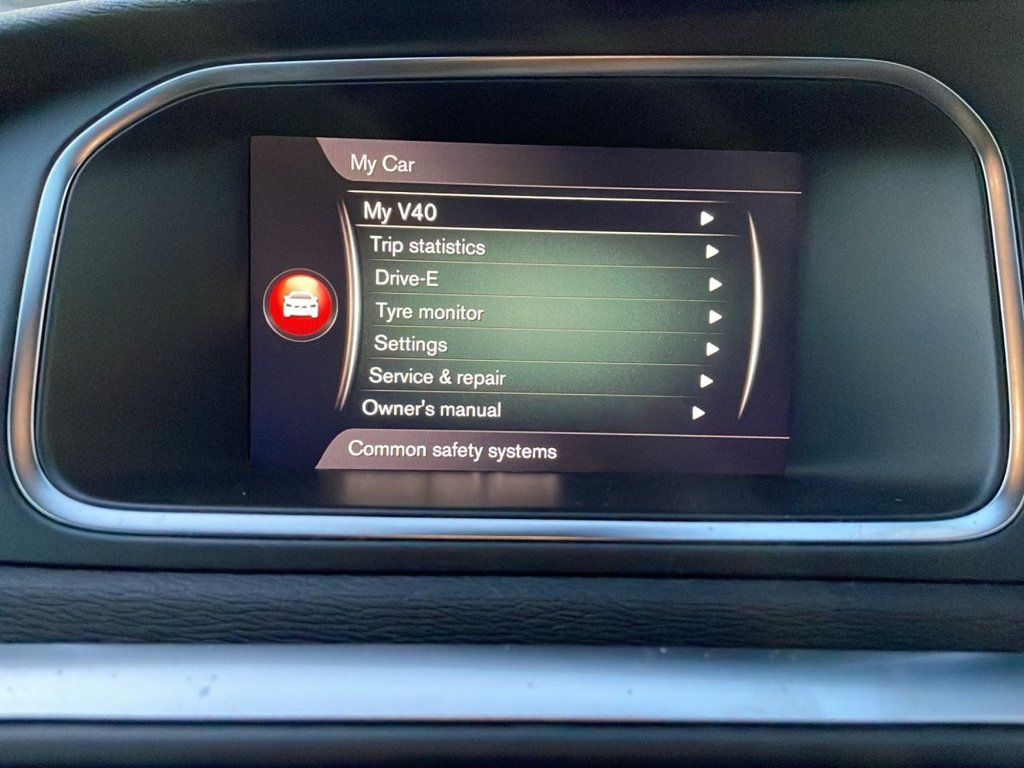 My Car
My V40
Trip statistics
Drive-E
Tyre monitor
Settings
Service & repair
Owner's manual
Common safety systems